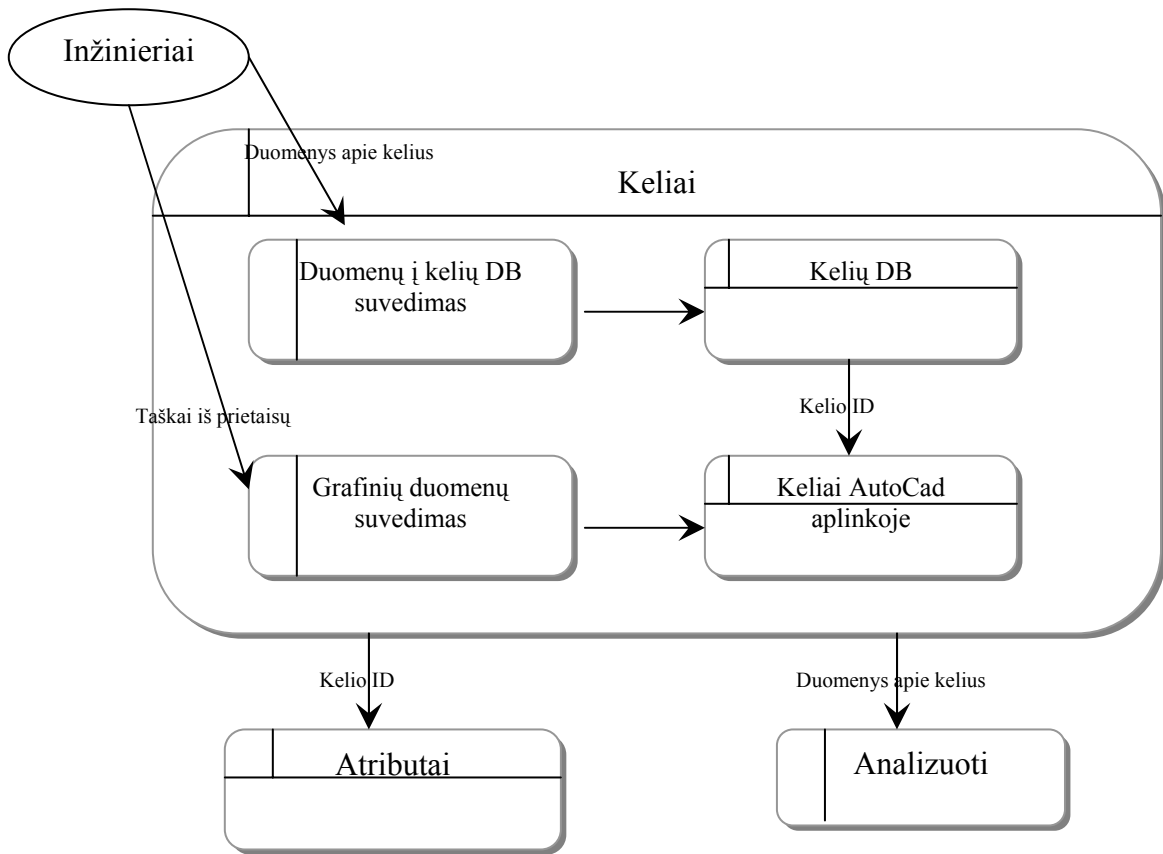 Inžinieriai
Duomenys apie kelius
Keliai
Duomenų į kelių DB
suvedimas
Kelių DB
Kelio ID
Taškai iš prietaisų
Grafinių duomenų
suvedimas
Keliai AutoCad
aplinkoje
Kelio ID
Duomenys apie kelius
Atributai
Analizuoti